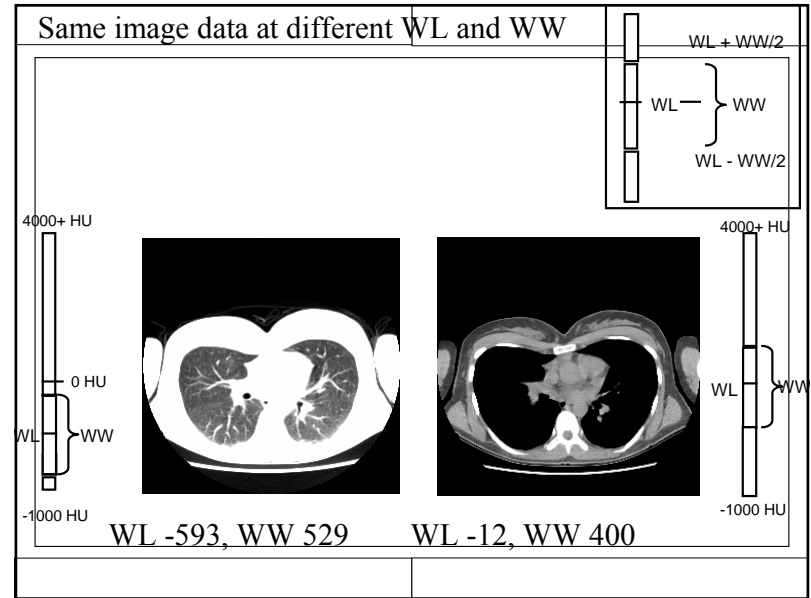 Same image data at different WL and WW
WL + WW/2
WL
WW
WL - WW/2
4000+ HU
0 HU
WL
WW
-1000 HU
4000+ HU
WL
WW
-1000 HU
WL -593, WW 529
WL -12, WW 400